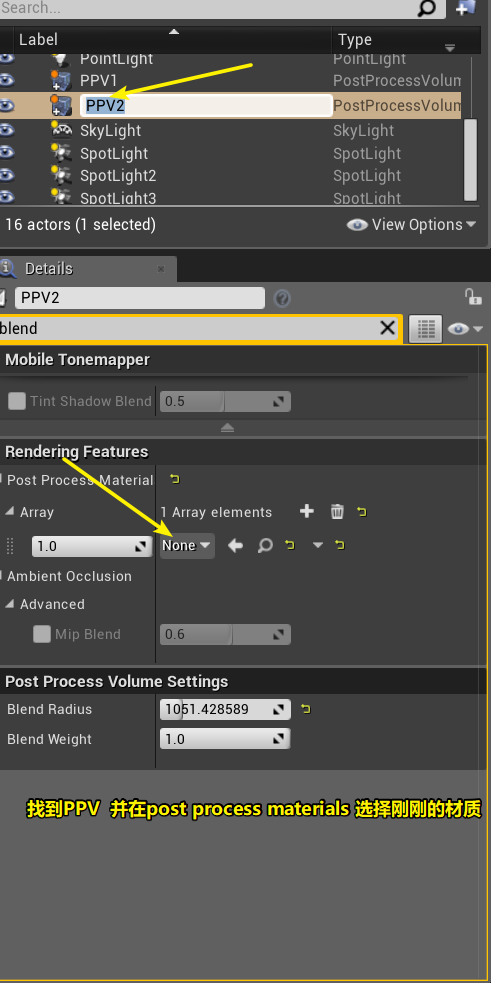 Search...
Label Type
PointLight PointLight
PPV1 PostProcessVolum
PPV2 PostProcessVolum
SkyLight SkyLight
SpotLight SpotLight
SpotLight2 SpotLight
SpotLight3 SpotLight
16 actors (1 selected) View Options
Details
PPV2
blend
Mobile Tonemapper
Tint Shadow Blend 0.5
Rendering Features
Post Process Material
Array 1 Array elements
1.0 None
Ambient Occlusion
Advanced
Mip Blend 0.6
Post Process Volume Settings
Blend Radius 1051.428589
Blend Weight 1.0
找到PPV 并在post process materials 选择刚刚的材质